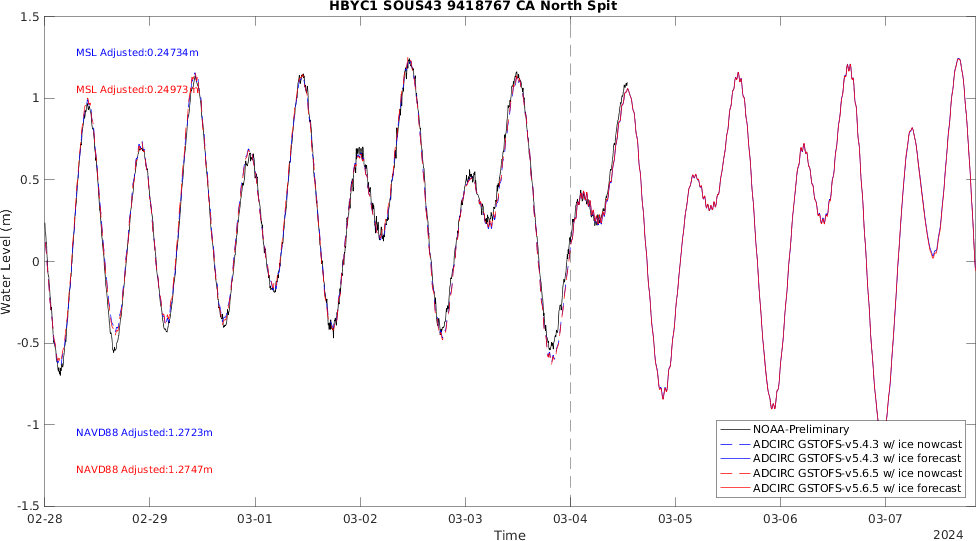 HBYC1 SOUS43 9418767 CA North Spit
1.5
MSL Adjusted:0.24734m
MSL Adjusted:0.24973m
1
0.5
Water Level (m)
0
-0.5
-1
NAVD88 Adjusted:1.2723m
NAVD88 Adjusted:1.2747m
NOAA-Preliminary
ADCIRC GSTOFS-v5.4.3 w/ ice nowcast
ADCIRC GSTOFS-v5.4.3 w/ ice forecast
ADCIRC GSTOFS-v5.6.5 w/ ice nowcast
ADCIRC GSTOFS-v5.6.5 w/ ice forecast
-1.5
02-28 02-29 03-01 03-02 03-03 03-04 03-05 03-06 03-07
Time
2024